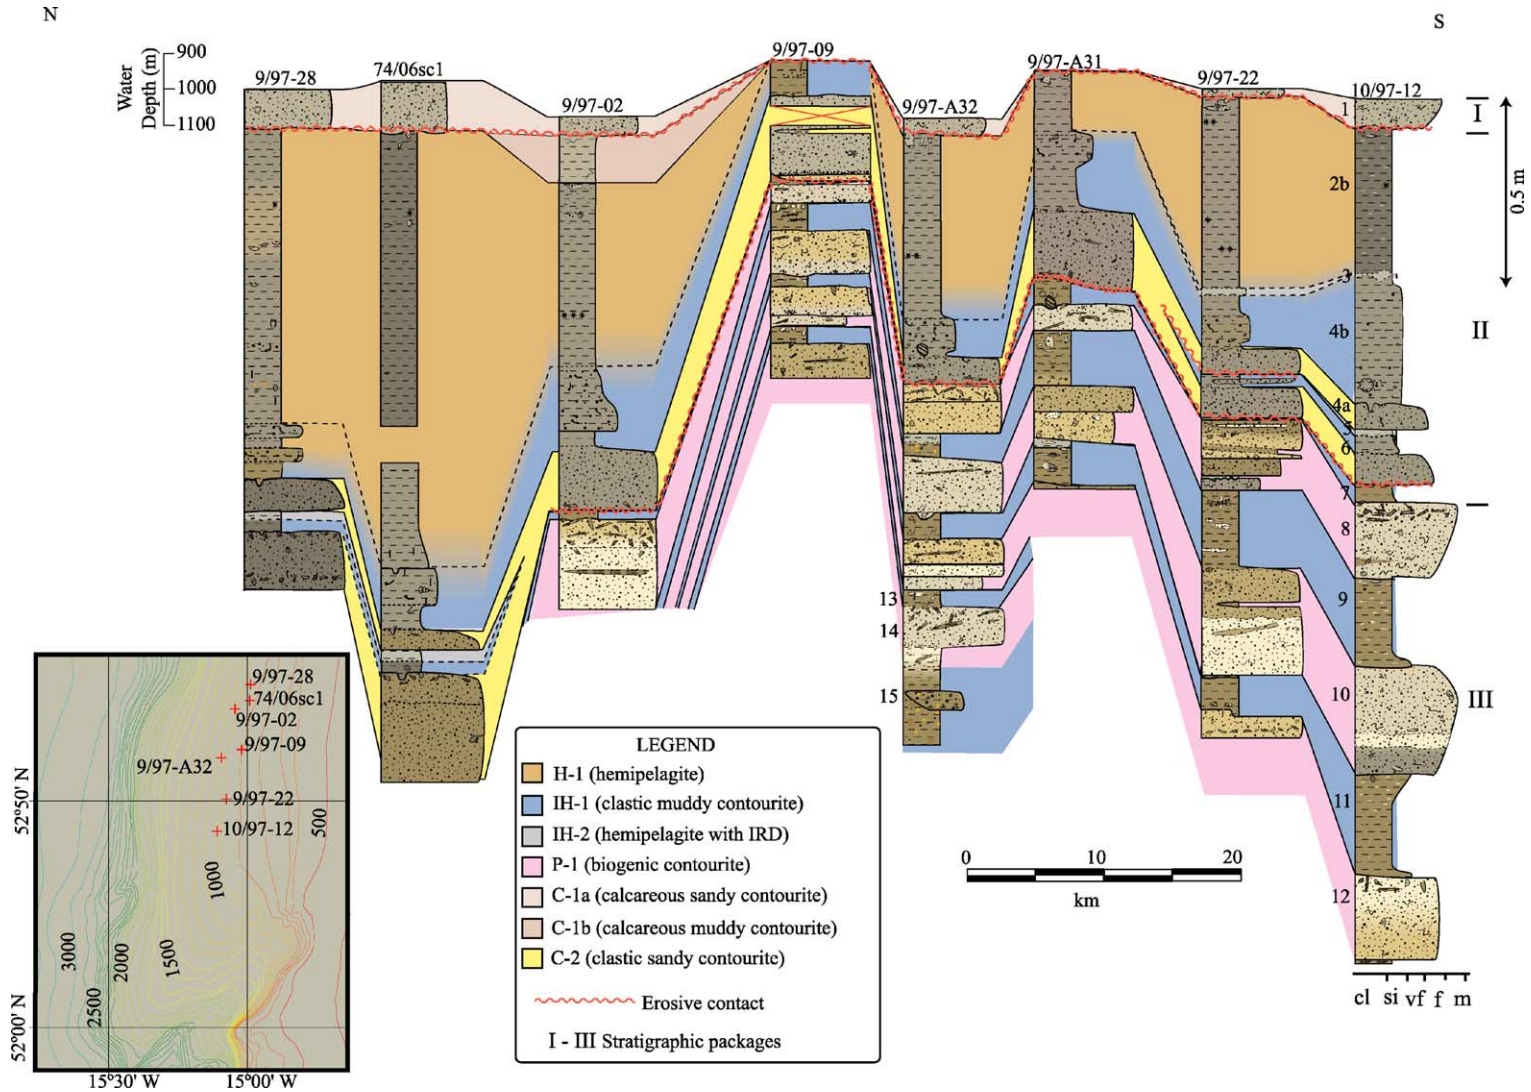 N
S
Water
Depth (m)
900
1000
1100
9/97-28
74/06sc1
9/97-02
9/97-09
9/97-A32
9/97-A31
9/97-22
10/97-12
1
2b
3
4b
4a
5
6
7
8
9
10
11
12
13
14
15
I
II
III
0.5 m
cl si vf f m
0 10 20
km
LEGEND
H-1 (hemipelagite)
IH-1 (clastic muddy contourite)
IH-2 (hemipelagite with IRD)
P-1 (biogenic contourite)
C-1a (calcareous sandy contourite)
C-1b (calcareous muddy contourite)
C-2 (clastic sandy contourite)
Erosive contact
I - III Stratigraphic packages
9/97-28
74/06sc1
9/97-02
9/97-09
9/97-A32
9/97-22
10/97-12
500
1000
1500
2000
2500
3000
52°50' N
52°00' N
15°30' W
15°00' W